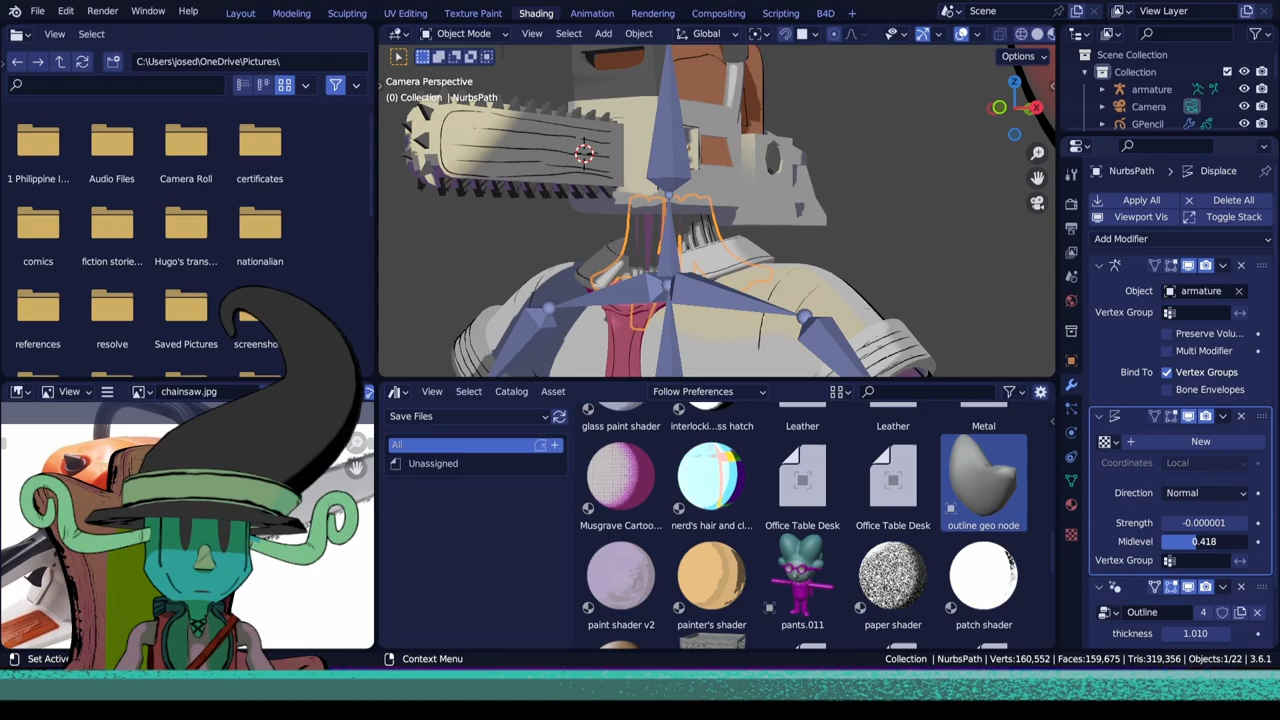 File Edit Render Window Help
Layout Modeling Sculpting UV Editing Texture Paint Shading Animation Rendering Compositing Scripting B4D +
Scene
View Layer
View Select
Object Mode View Select Add Object Global
C:\Users\josed\OneDrive\Pictures\
Options
Camera Perspective
(0) Collection | NurbsPath
Z
X
Scene Collection
Collection
armature
Camera
GPencil
1 Philippine I... Audio Files Camera Roll certificates
comics fiction storie... Hugo's trans... nationalian
references resolve Saved Pictures screensho
NurbsPath > Displace
Apply All Delete All
Viewport Vis Toggle Stack
Add Modifier
Object armature
Vertex Group
Preserve Volu...
Multi Modifier
Bind To Vertex Groups
Bone Envelopes
+ New
Coordinates Local
Direction Normal
Strength -0.000001
Midlevel 0.418
Vertex Group
Outline 4
thickness 1.010
View chainsaw.jpg
View Select Catalog Asset Follow Preferences
Save Files
All
Unassigned
glass paint shader interlocki...ss hatch Leather Leather Metal
Musgrave Cartoo... nerd's hair and cl... Office Table Desk Office Table Desk outline geo node
paint shader v2 painter's shader pants.011 paper shader patch shader
Set Active
Context Menu
Collection | NurbsPath | Verts:160,552 | Faces:159,675 | Tris:319,356 | Objects:1/22 | 3.6.1